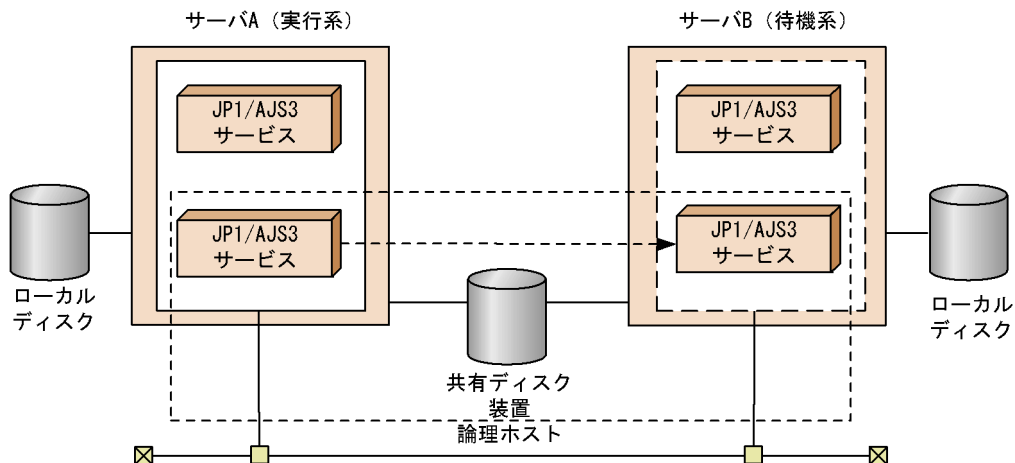 サーバA（実行系）
サーバB（待機系）
JP1/AJS3
サービス
JP1/AJS3
サービス
JP1/AJS3
サービス
JP1/AJS3
サービス
ローカル
ディスク
共有ディスク
装置
ローカル
ディスク
論理ホスト